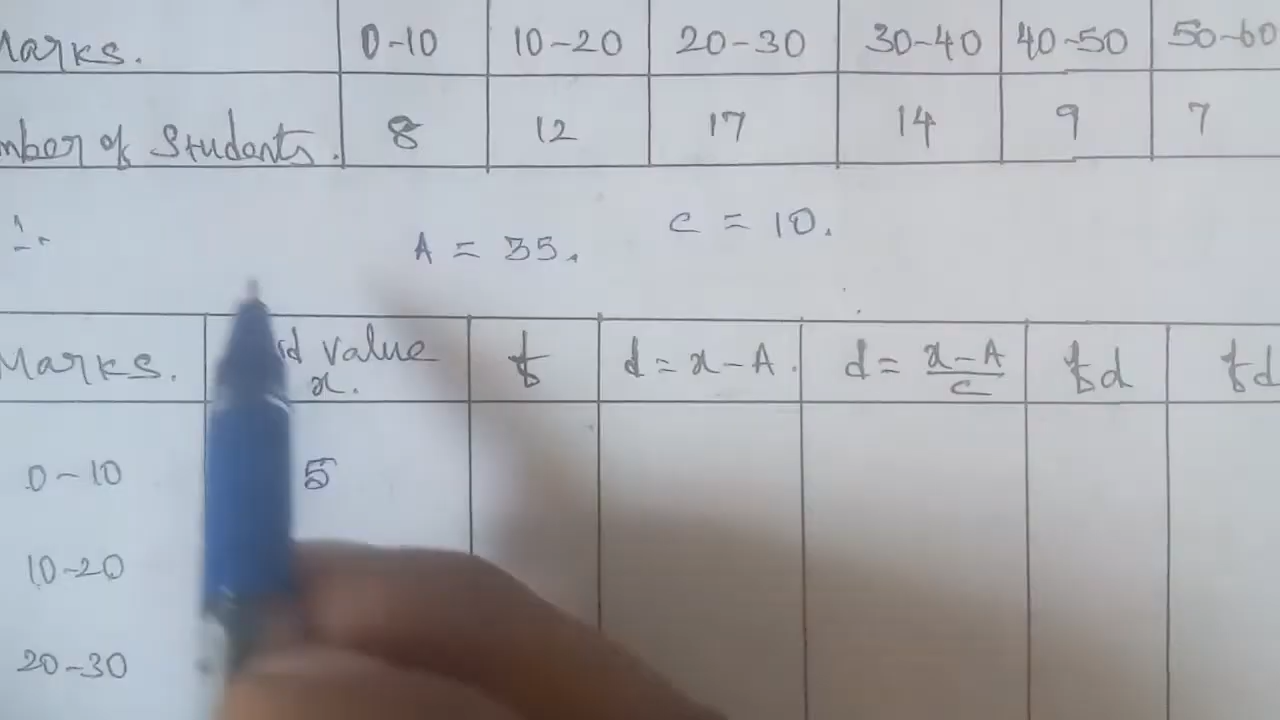 Marks. 0-10 10-20 20-30 30-40 40-50 50-60
mber of Students. 8 12 17 14 9 7
A = 35. C = 10.
Marks. value x. f d = x-A. d = x-A/C fd fd
0-10 5
10-20
20-30